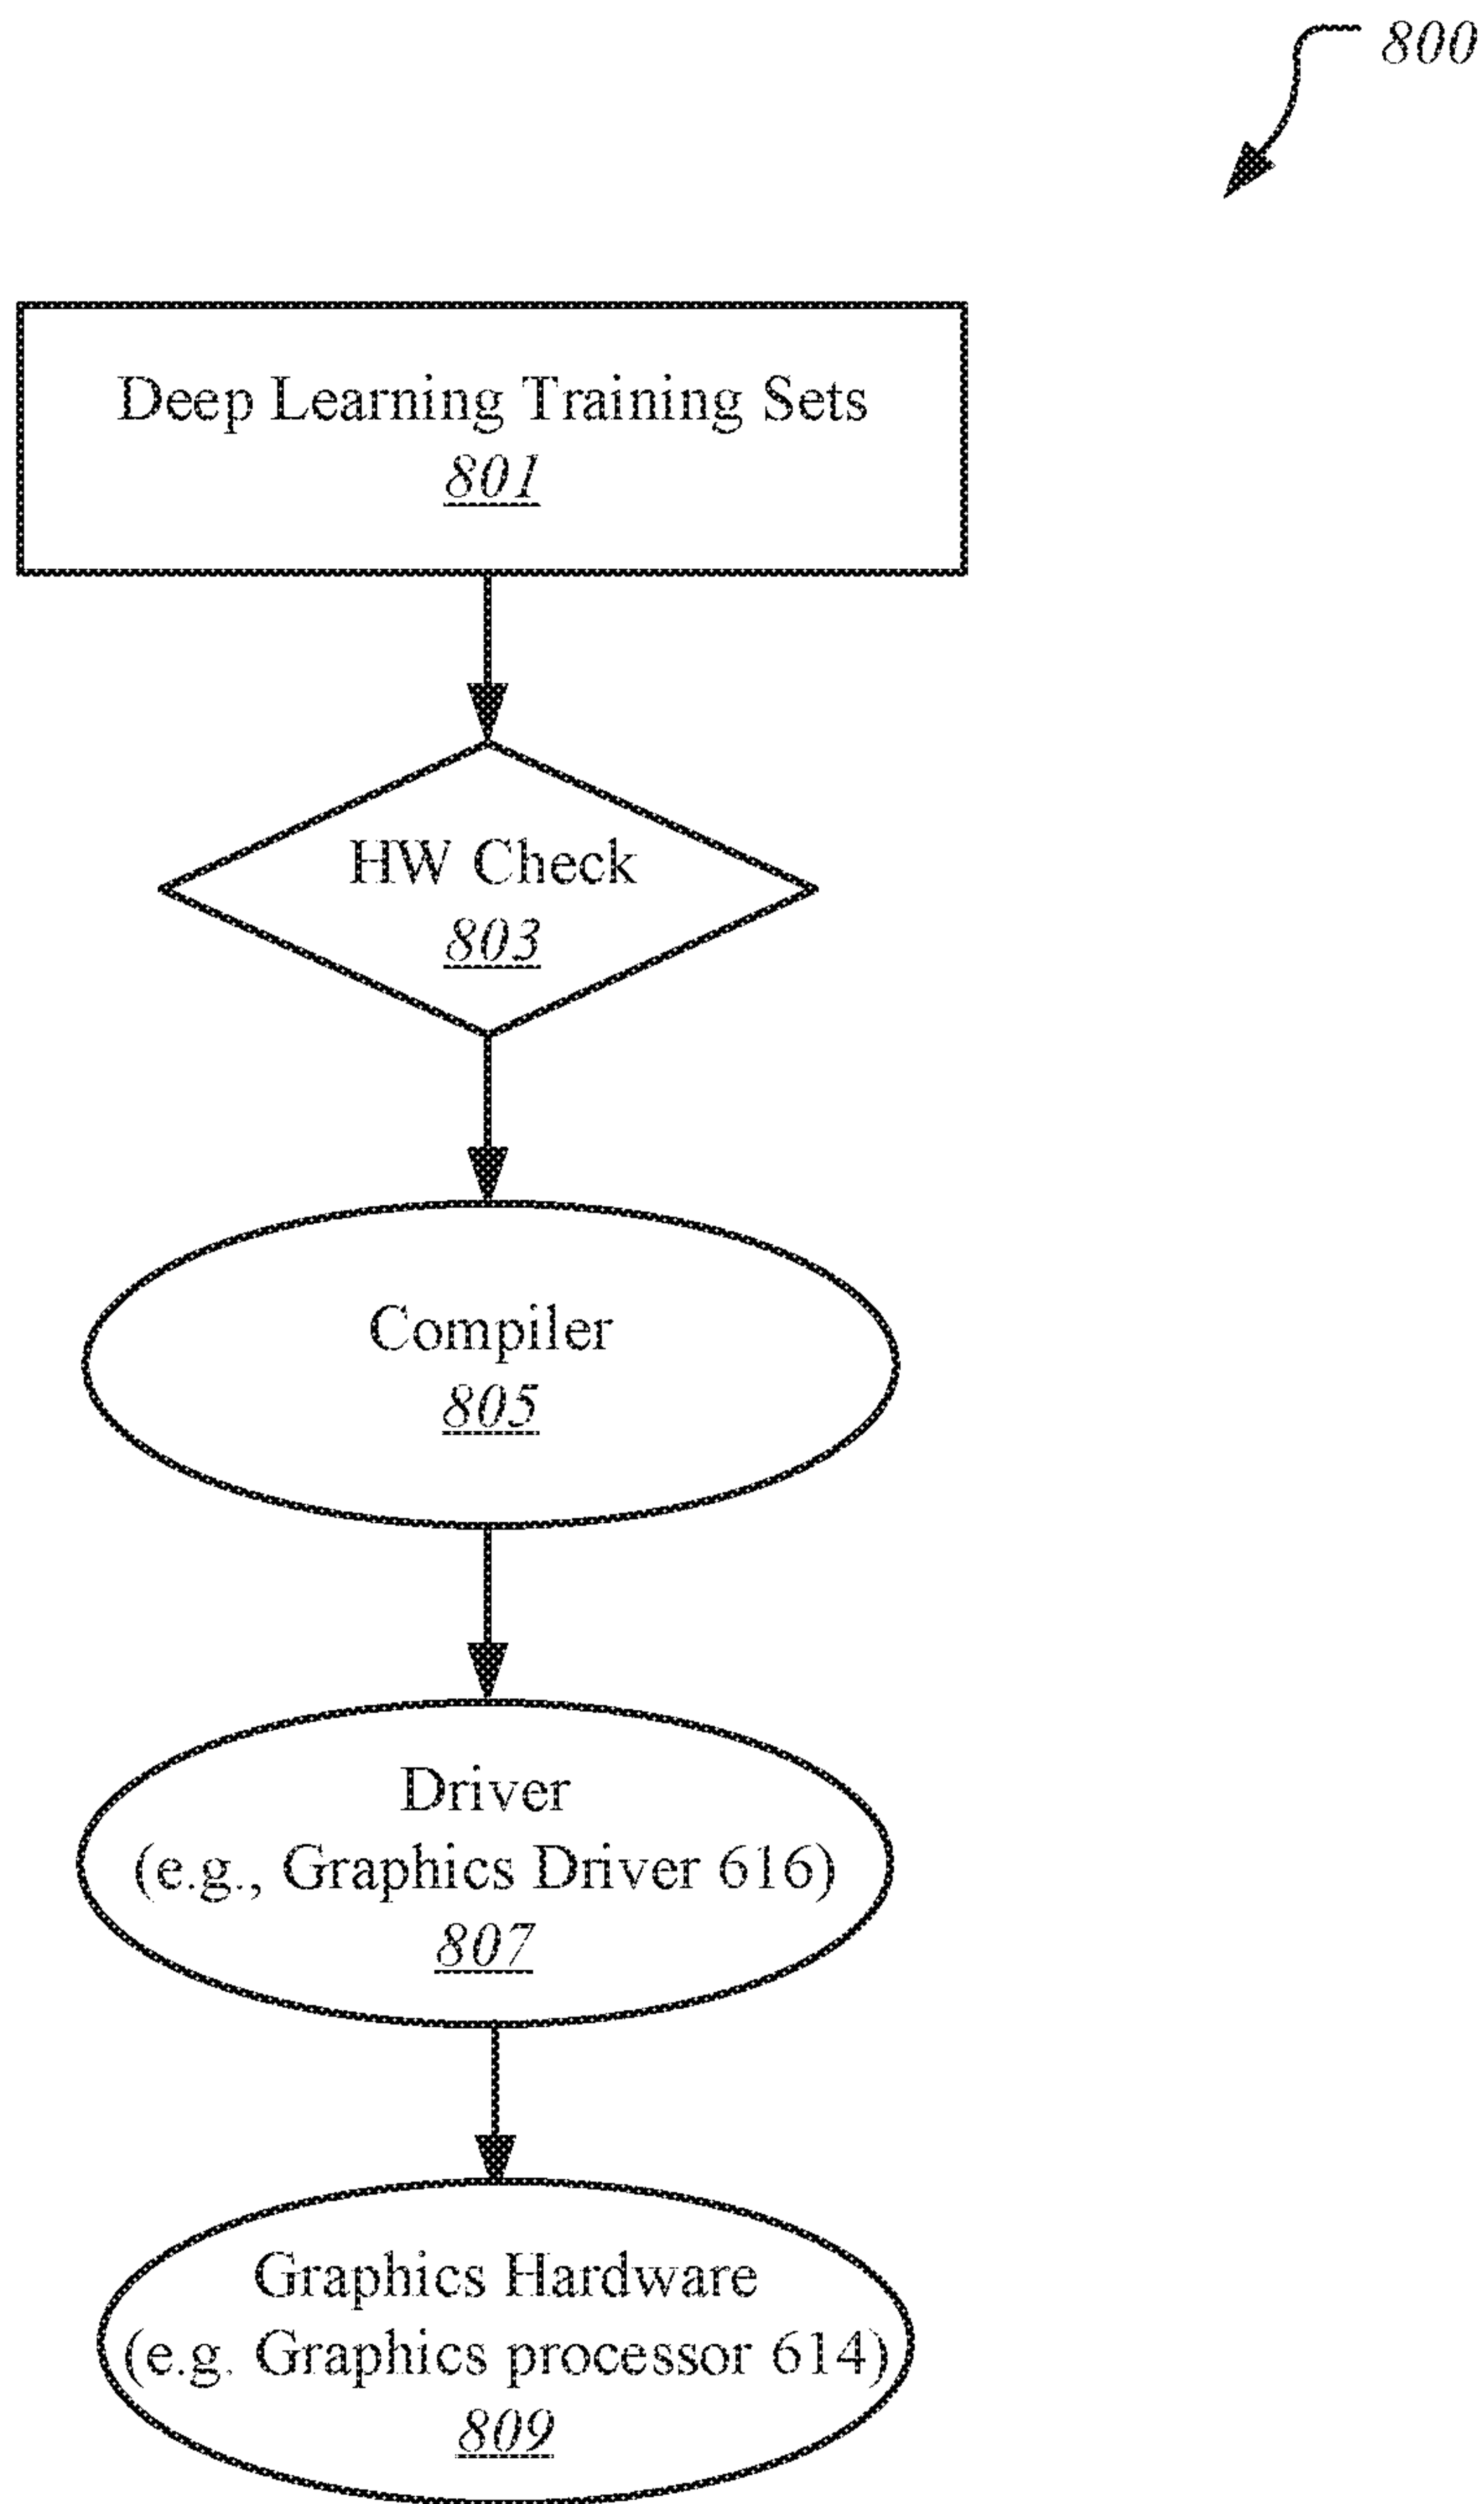 800
Deep Learning Training Sets
801
HW Check
803
Compiler
805
Driver
(e.g., Graphics Driver 616)
807
Graphics Hardware
(e.g. Graphics processor 614)
809